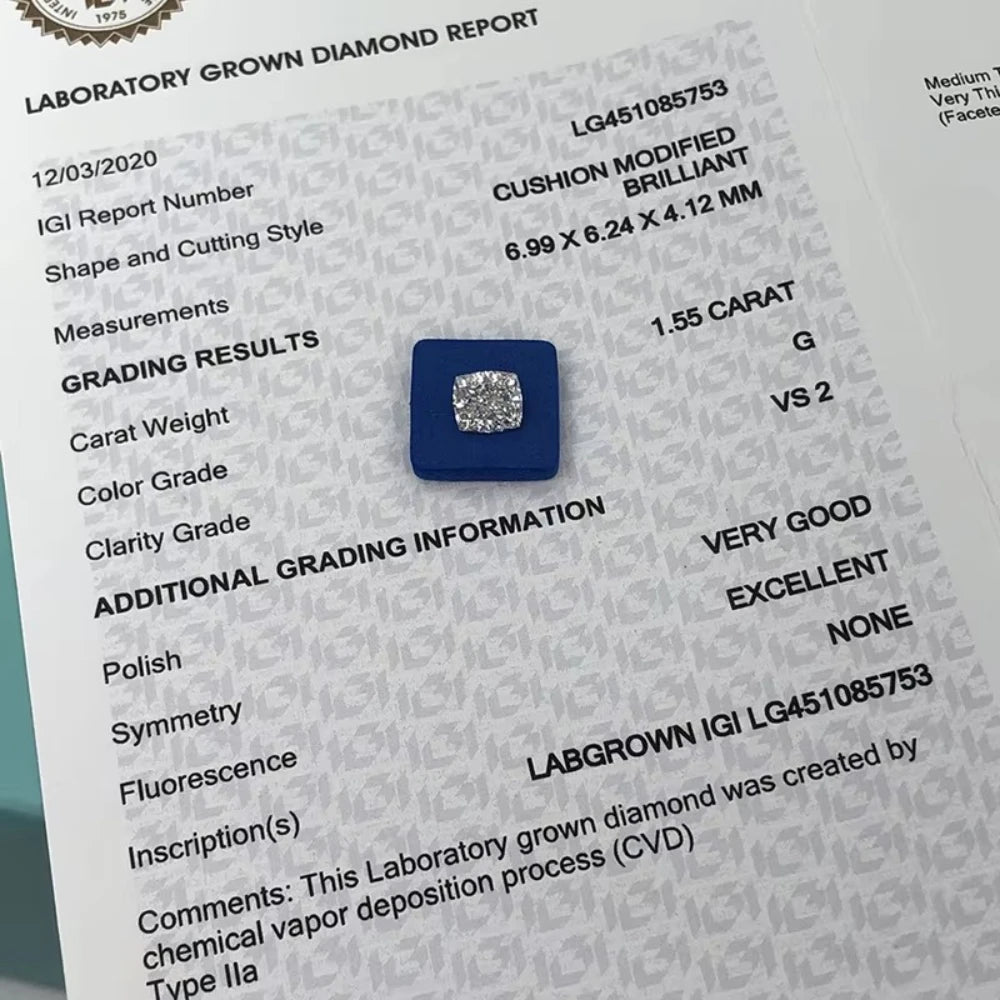 1975
LABORATORY GROWN DIAMOND REPORT
12/03/2020
IGI Report Number LG451085753
Shape and Cutting Style CUSHION MODIFIED
BRILLIANT
Measurements 6.99 X 6.24 X 4.12 MM
GRADING RESULTS
Carat Weight 1.55 CARAT
Color Grade G
Clarity Grade VS 2
ADDITIONAL GRADING INFORMATION
Polish VERY GOOD
Symmetry EXCELLENT
Fluorescence NONE
Inscription(s) LABGROWN IGI LG451085753
Comments: This Laboratory grown diamond was created by
chemical vapor deposition process (CVD)
Type IIa
Medium
Very